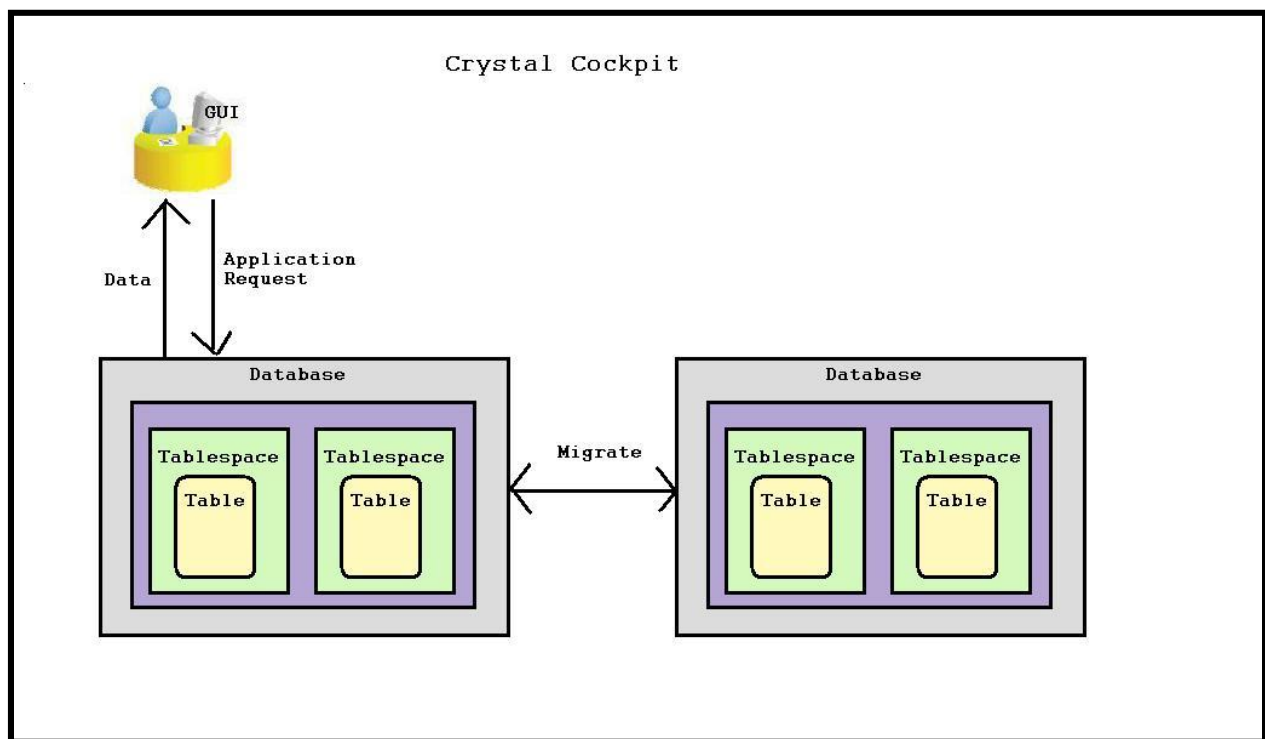 Crystal Cockpit
GUI
Application
Request
Data
Database
Database
Tablespace
Tablespace
Table
Table
Migrate
Tablespace
Tablespace
Table
Table